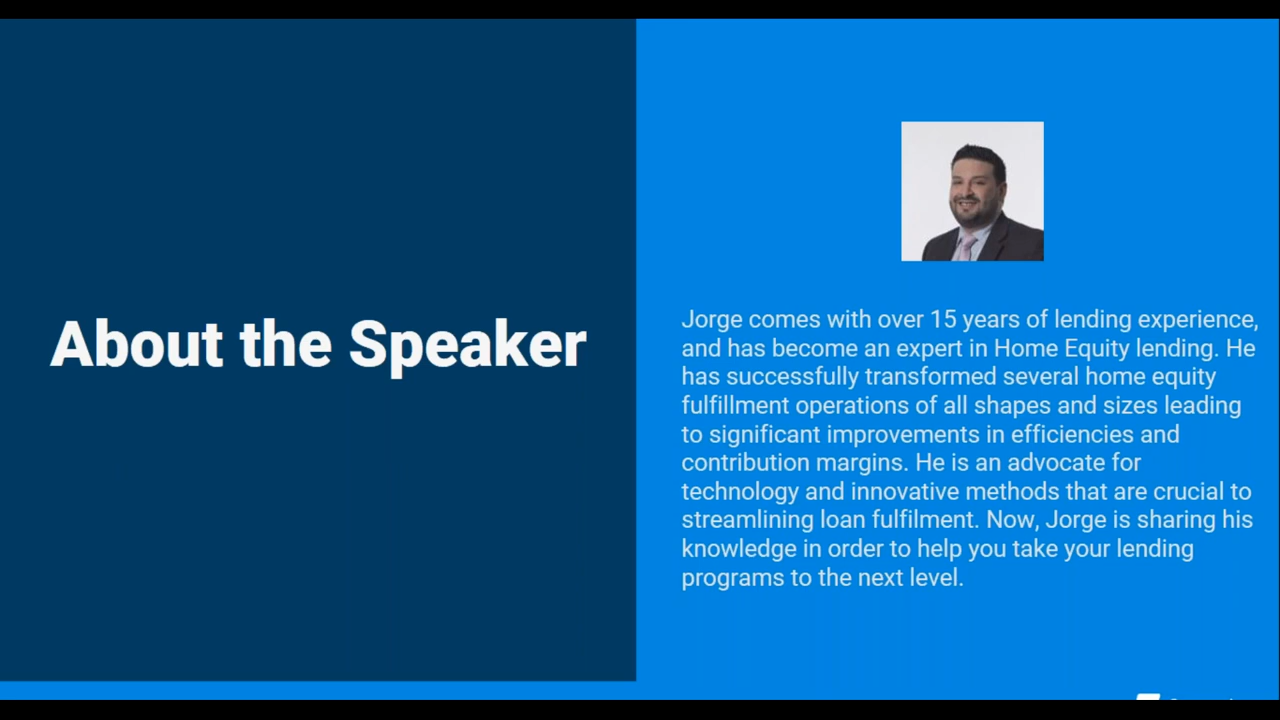 About the Speaker
Jorge comes with over 15 years of lending experience,
and has become an expert in Home Equity lending. He
has successfully transformed several home equity
fulfillment operations of all shapes and sizes leading
to significant improvements in efficiencies and
contribution margins. He is an advocate for
technology and innovative methods that are crucial to
streamlining loan fulfilment. Now, Jorge is sharing his
knowledge in order to help you take your lending
programs to the next level.